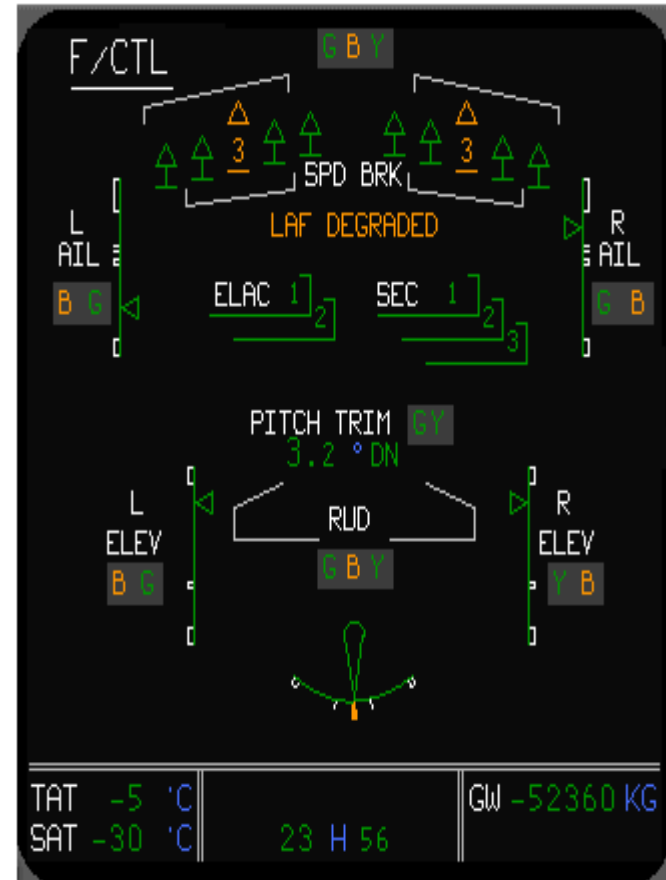 F/CTL
G B Y
3 3
SPD BRK
LAF DEGRADED
L R
AIL AIL
ELAC 1 SEC 1
B G G B
2 2
3
PITCH TRIM GY
3.2 ° DN
L R
RUD
ELEV ELEV
G B Y
B G Y B
TAT -5 °C GW -52360 KG
SAT -30 °C 23 H 56